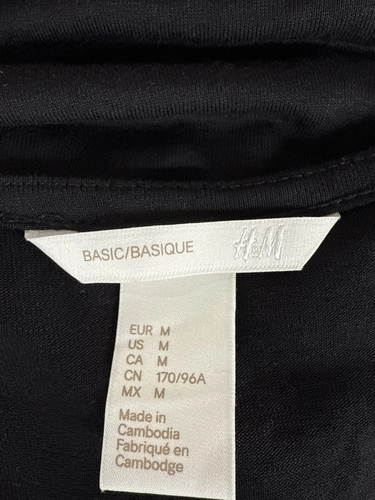 BASIC/BASIQUE H&M
EUR M
US M
CA M
CN 170/96A
MX M
Made in
Cambodia
Fabriqué en
Cambodge